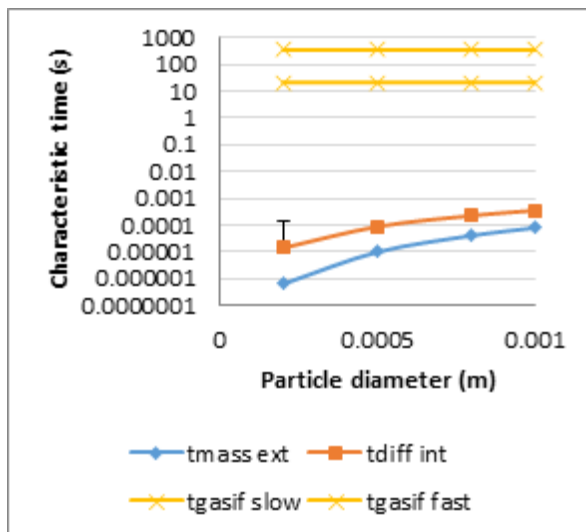 Characteristic time (s)
1000
100
10
1
0.1
0.01
0.001
0.0001
0.00001
0.000001
0.0000001
0
0.0005
0.001
Particle diameter (m)
tmass ext
tdiff int
tgasif slow
tgasif fast